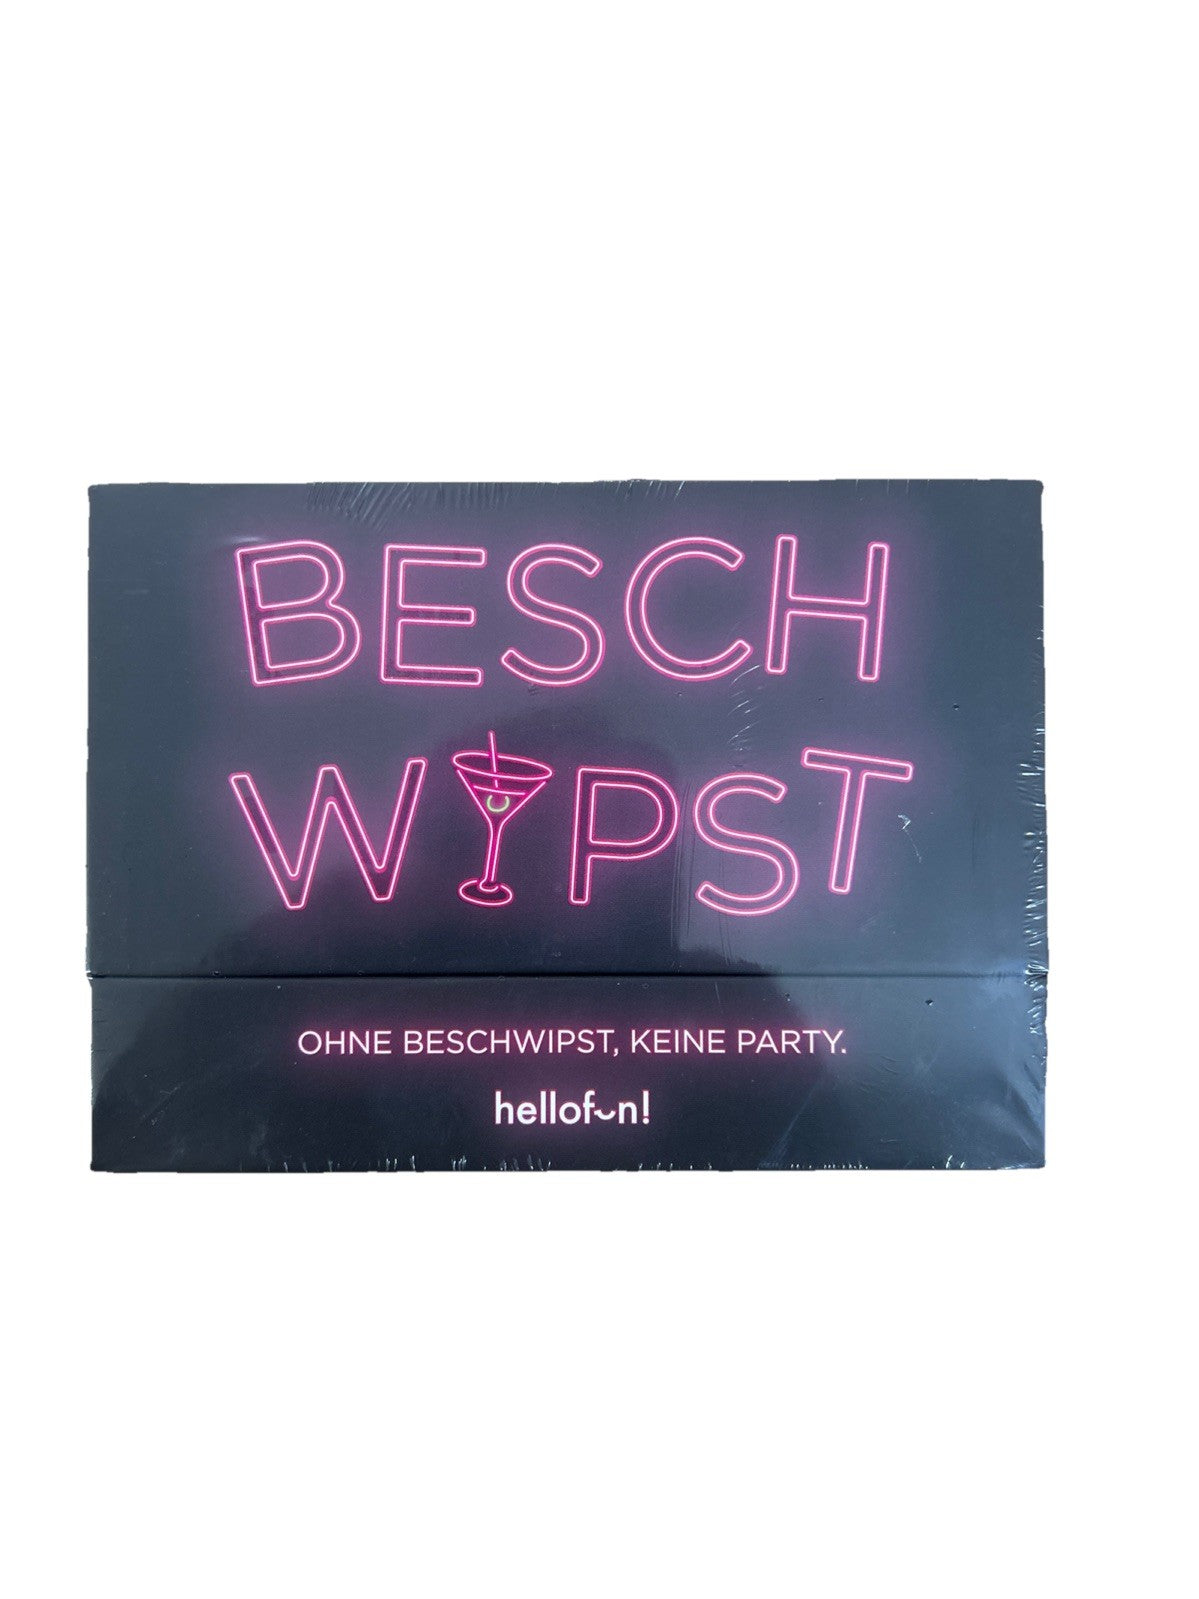 BESCH
WIPST
OHNE BESCHWIPST, KEINE PARTY.
hellofun!